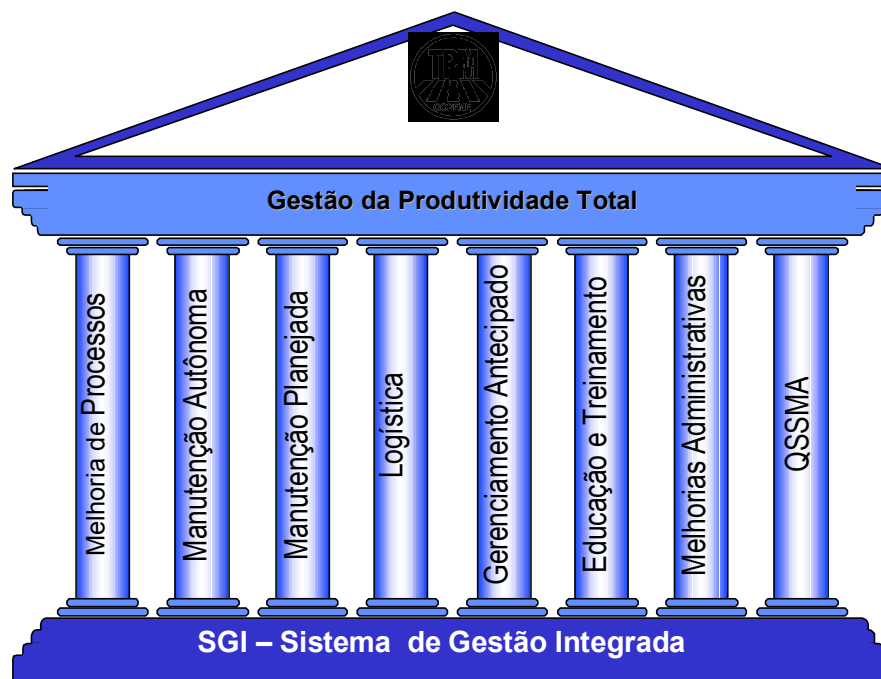 TPM
Gestão da Produtividade Total
Melhoria de Processos
Manutenção Autônoma
Manutenção Planejada
Logística
Gerenciamento Antecipado
Educação e Treinamento
Melhorias Administrativas
QSSMA
SGI – Sistema de Gestão Integrada